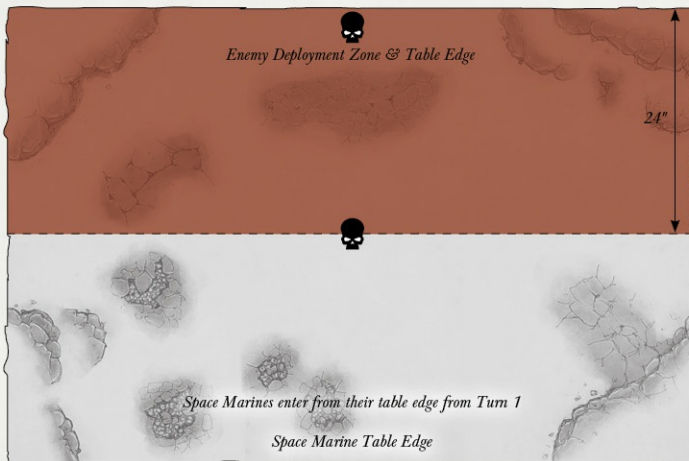 Enemy Deployment Zone & Table Edge
24"
Space Marines enter from their table edge from Turn 1
Space Marine Table Edge